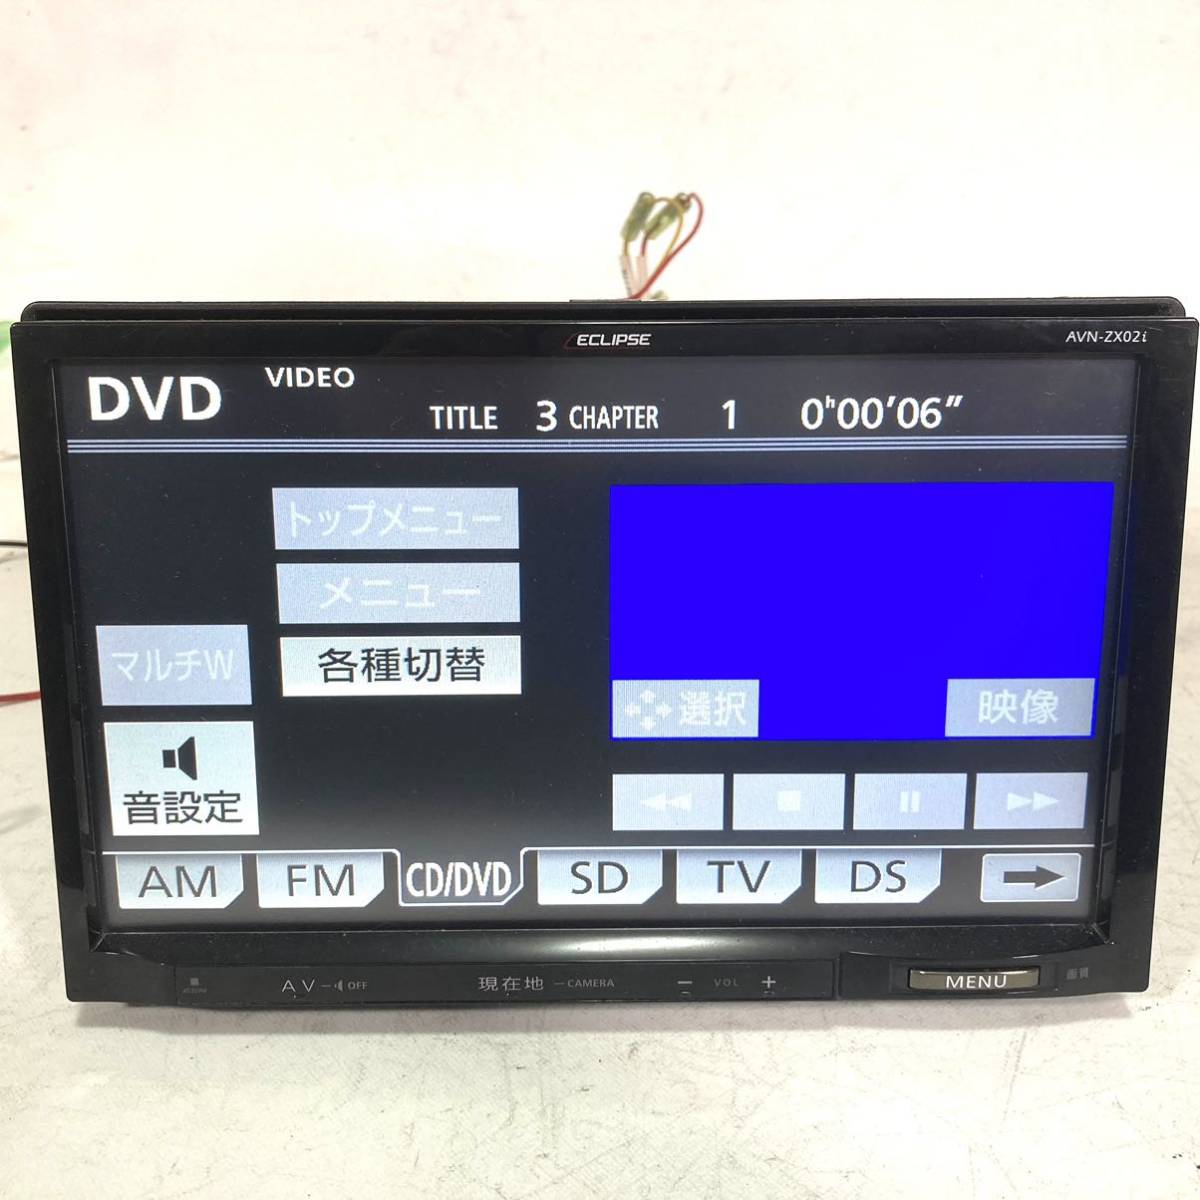 ECLIPSE
AVN-ZX02i
DVD
VIDEO
TITLE 3 CHAPTER 1 0h00'06"
トップメニュー
メニュー
マルチW
各種切替
選択
映像
音設定
AM
FM
CD/DVD
SD
TV
DS
AV-OFF
現在地 -CAMERA
- VOL +
MENU
画質